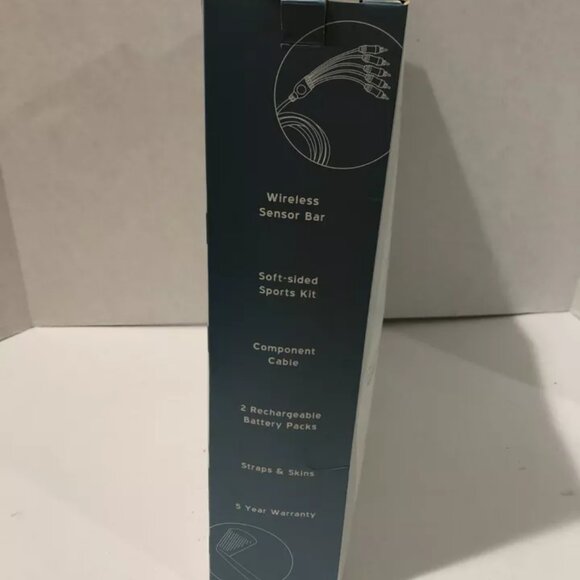 Wireless
Sensor Bar
Soft-sided
Sports Kit
Component
Cable
2 Rechargeable
Battery Packs
Straps & Skins
5 Year Warranty